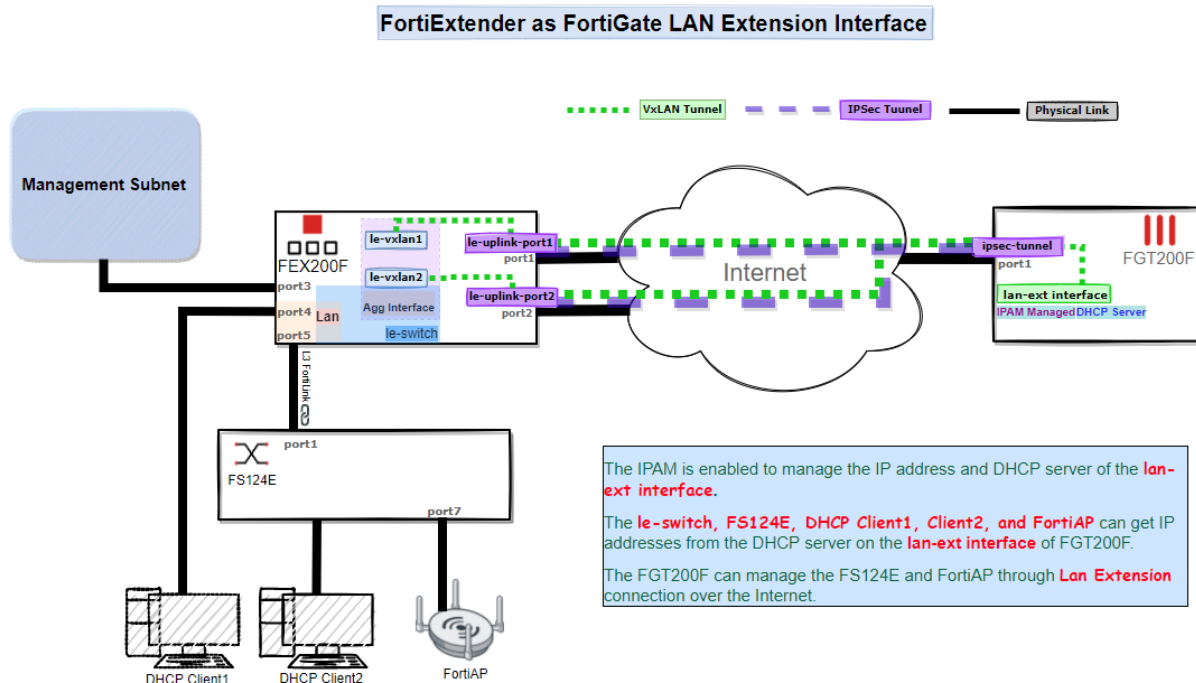 FortiExtender as FortiGate LAN Extension Interface
VxLAN Tunnel
IPSec Tuunel
Physical Link
Management Subnet
FEX200F
port3
port4
port5
Lan
le-vxlan1
le-vxlan2
Agg Interface
le-switch
le-uplink-port1
port1
le-uplink-port2
port2
Internet
ipsec-tunnel
port1
FGT200F
lan-ext interface
IPAM Managed DHCP Server
L3 FortiLink
port1
FS124E
port7
DHCP Client1
DHCP Client2
FortiAP
The IPAM is enabled to manage the IP address and DHCP server of the lan-
ext interface.
The le-switch, FS124E, DHCP Client1, Client2, and FortiAP can get IP
addresses from the DHCP server on the lan-ext interface of FGT200F.
The FGT200F can manage the FS124E and FortiAP through Lan Extension
connection over the Internet.